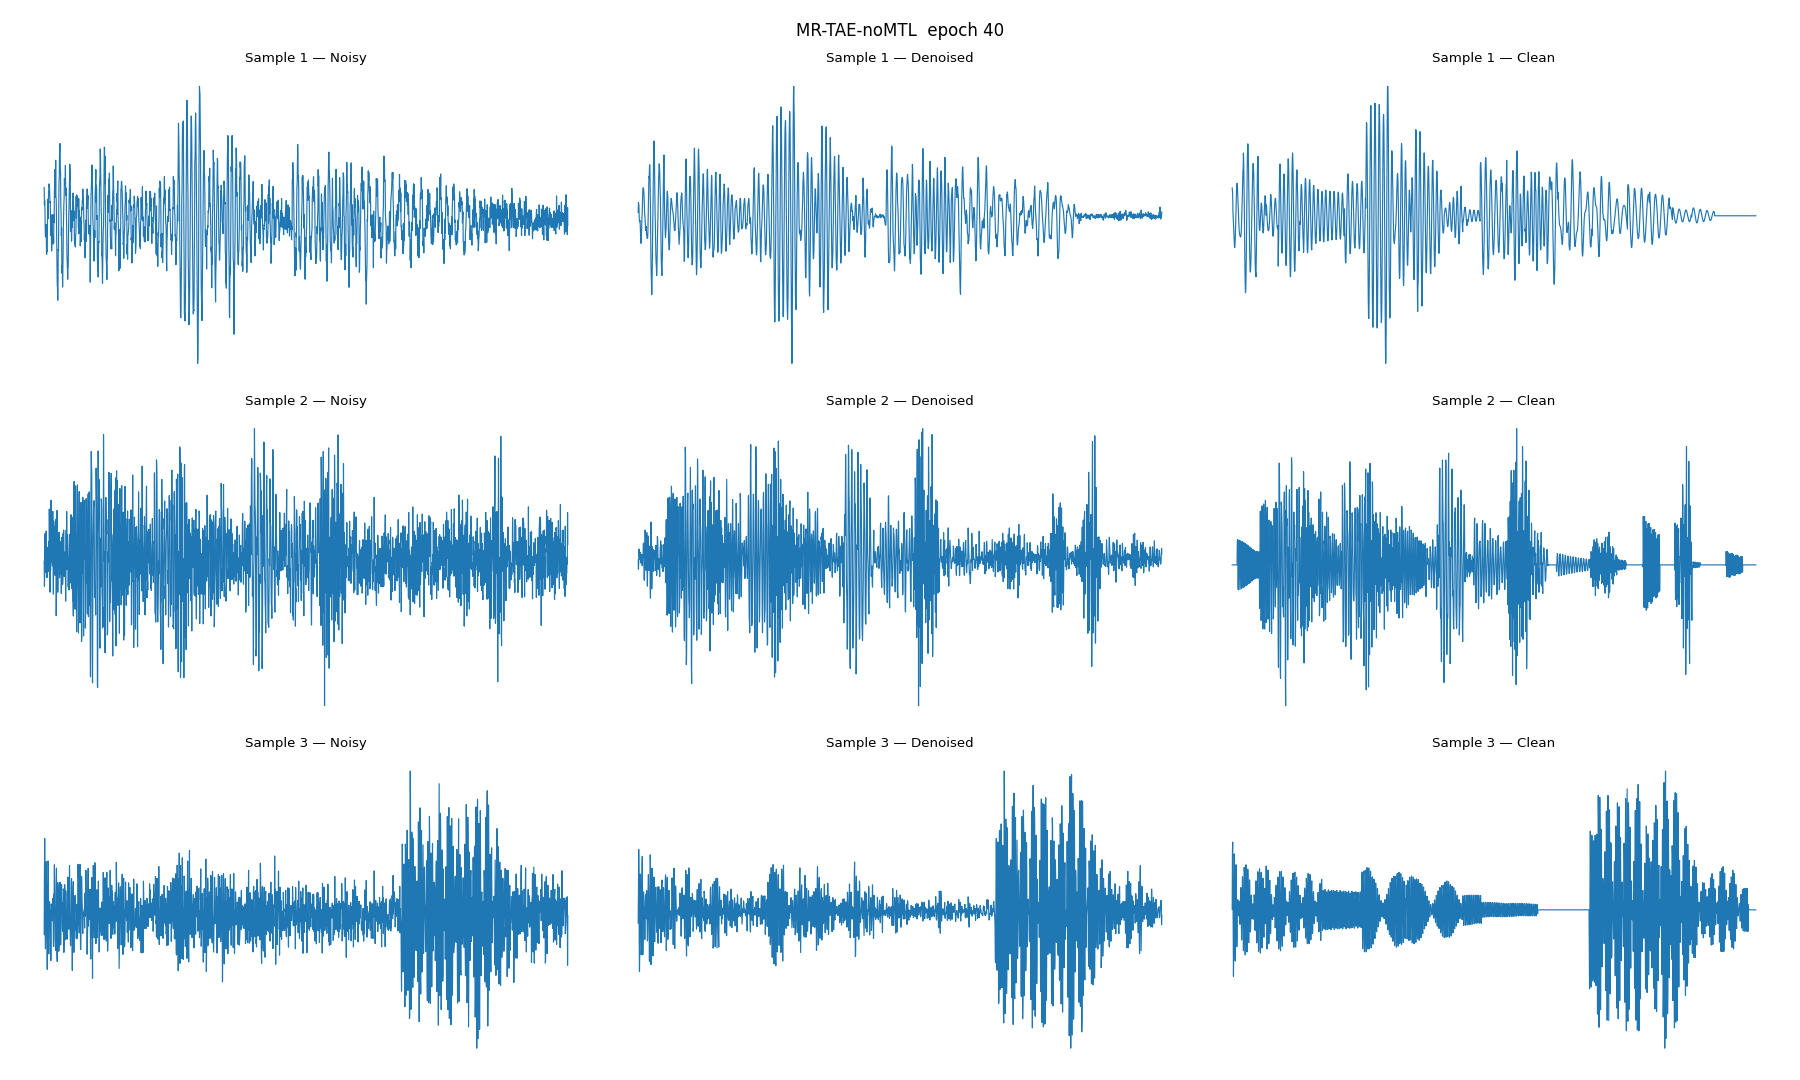 MR-TAE-noMTL  epoch 40
Sample 1 — Noisy
Sample 1 — Denoised
Sample 1 — Clean
Sample 2 — Noisy
Sample 2 — Denoised
Sample 2 — Clean
Sample 3 — Noisy
Sample 3 — Denoised
Sample 3 — Clean